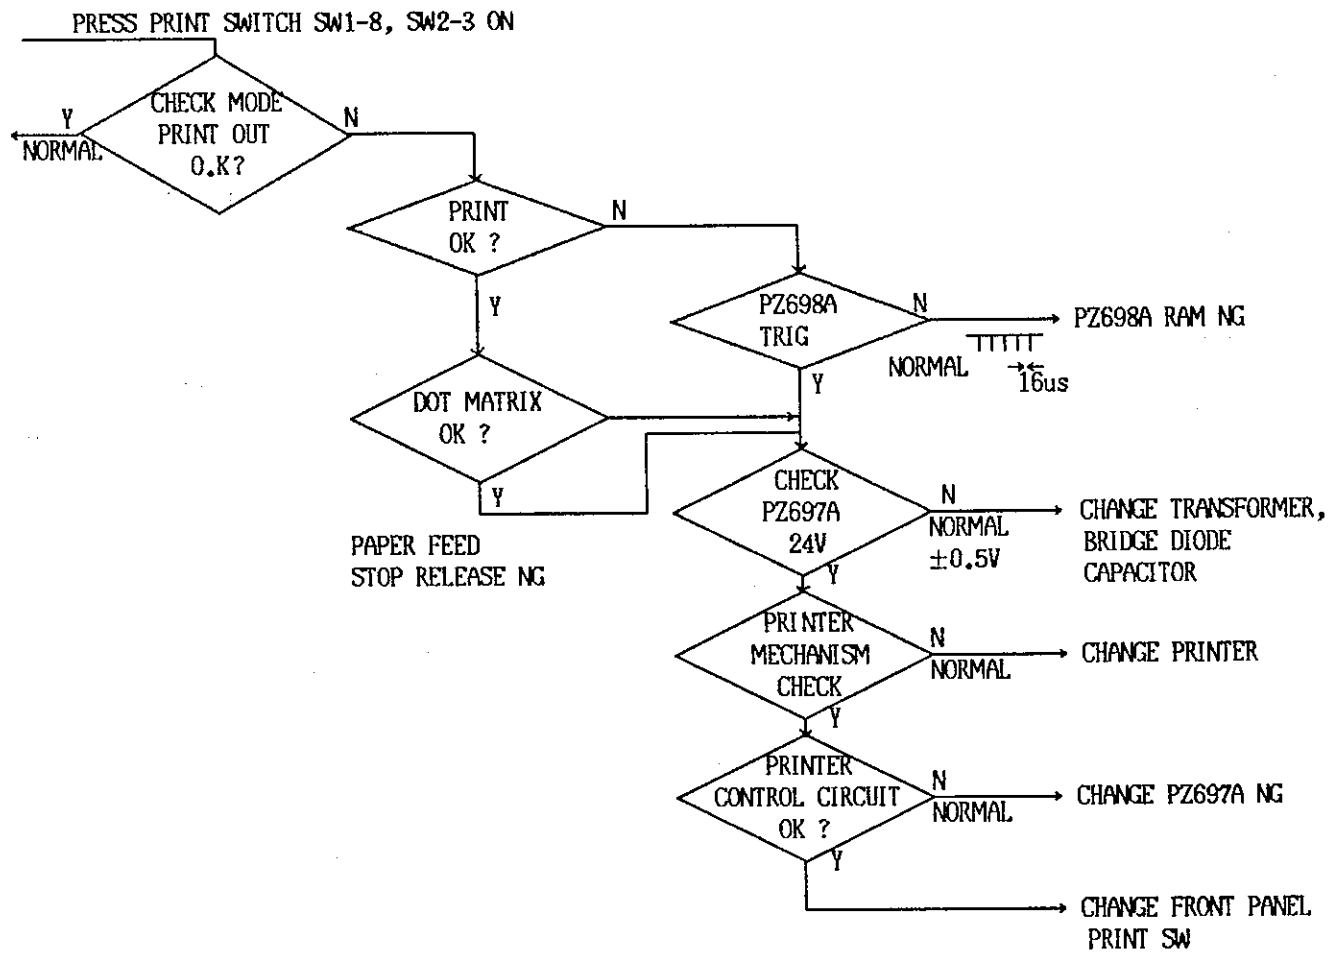 PRESS PRINT SWITCH SW1-8, SW2-3 ON
Y
NORMAL
CHECK MODE
PRINT OUT
O.K?
N
PRINT
OK ?
N
Y
PZ698A
TRIG
N
NORMAL
16us
PZ698A RAM NG
Y
DOT MATRIX
OK ?
Y
PAPER FEED
STOP RELEASE NG
CHECK
PZ697A
24V
N
NORMAL
±0.5V
CHANGE TRANSFORMER,
BRIDGE DIODE
CAPACITOR
Y
PRINTER
MECHANISM
CHECK
N
NORMAL
CHANGE PRINTER
Y
PRINTER
CONTROL CIRCUIT
OK ?
N
NORMAL
CHANGE PZ697A NG
Y
CHANGE FRONT PANEL
PRINT SW